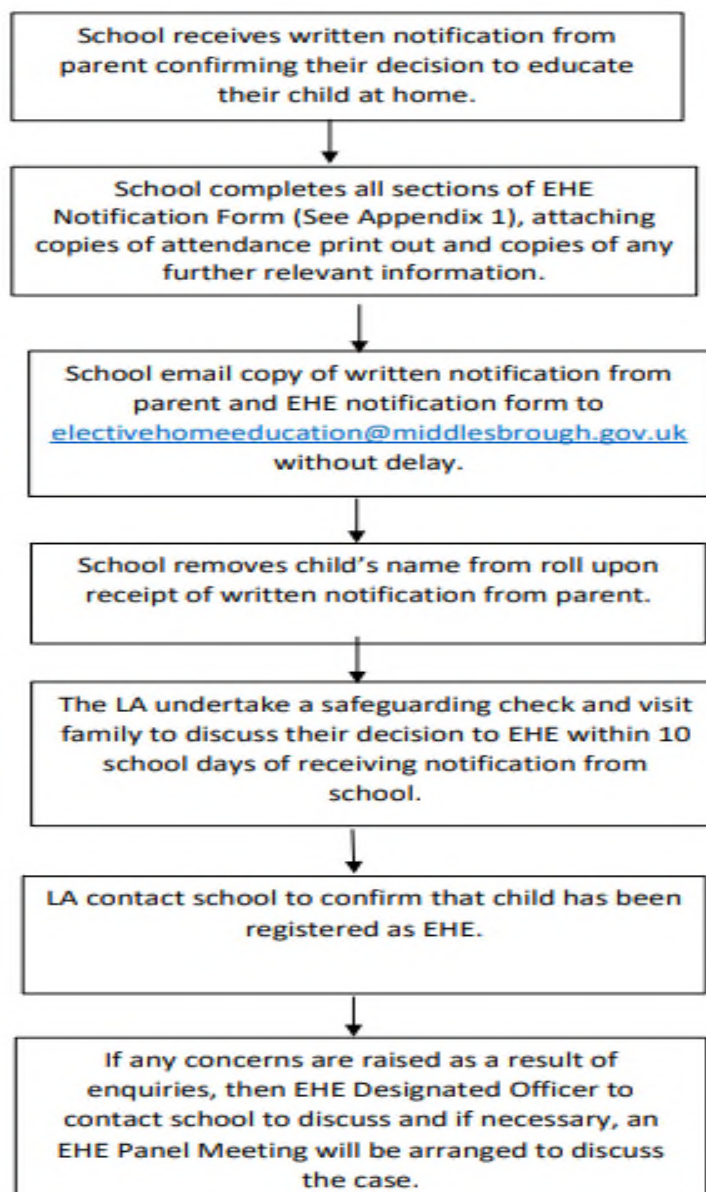 School receives written notification from
parent confirming their decision to educate
their child at home.
School completes all sections of EHE
Notification Form (See Appendix 1), attaching
copies of attendance print out and copies of any
further relevant information.
School email copy of written notification from
parent and EHE notification form to
electivehomeeducation@middlesbrough.gov.uk
without delay.
School removes child's name from roll upon
receipt of written notification from parent.
The LA undertake a safeguarding check and visit
family to discuss their decision to EHE within 10
school days of receiving notification from
school.
LA contact school to confirm that child has been
registered as EHE.
If any concerns are raised as a result of
enquiries, then EHE Designated Officer to
contact school to discuss and if necessary, an
EHE Panel Meeting will be arranged to discuss
the case.